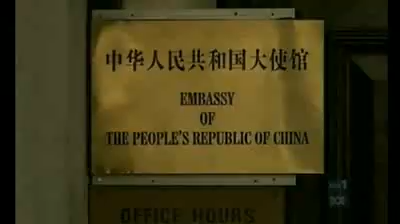 中华人民共和国大使馆
EMBASSY
OF
THE PEOPLE'S REPUBLIC OF CHINA
OFFICE HOURS